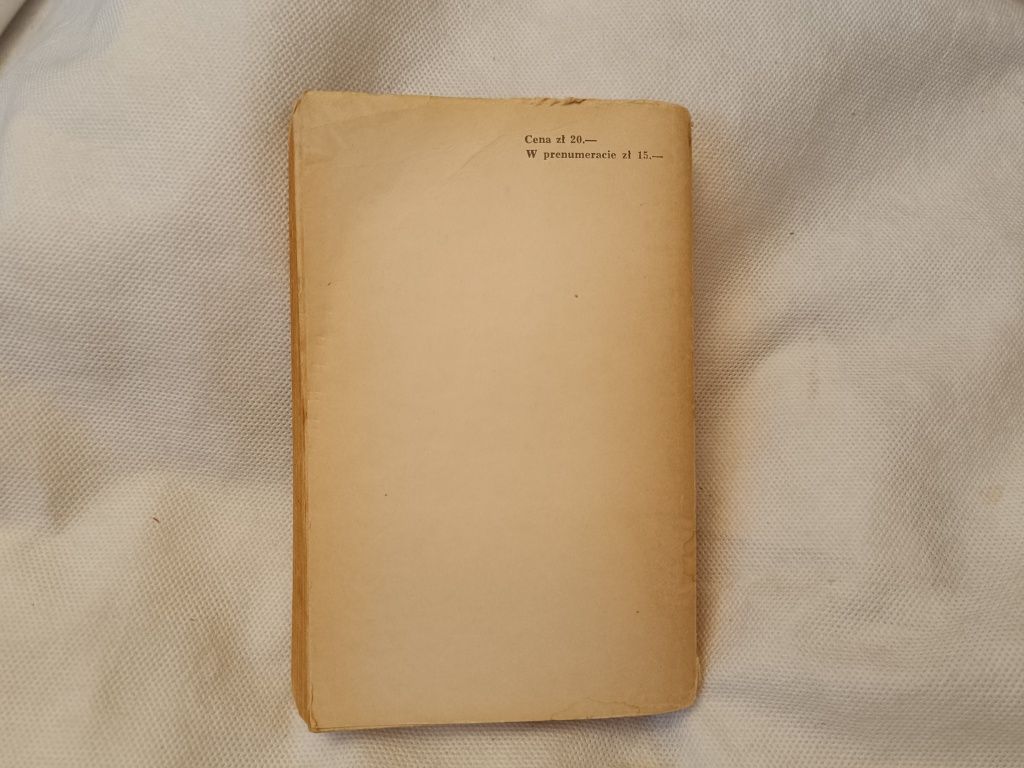 Cena zł 20.—
W prenumeracie zł 15.—